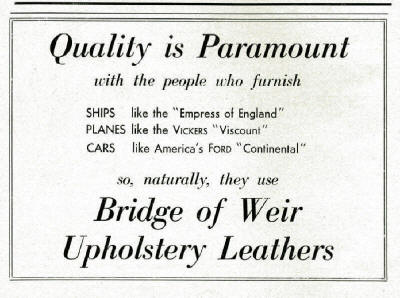 Quality is Paramount
with the people who furnish
SHIPS like the "Empress of England"
PLANES like the VICKERS "Viscount"
CARS like America's FORD "Continental"
so, naturally, they use
Bridge of Weir
Upholstery Leathers